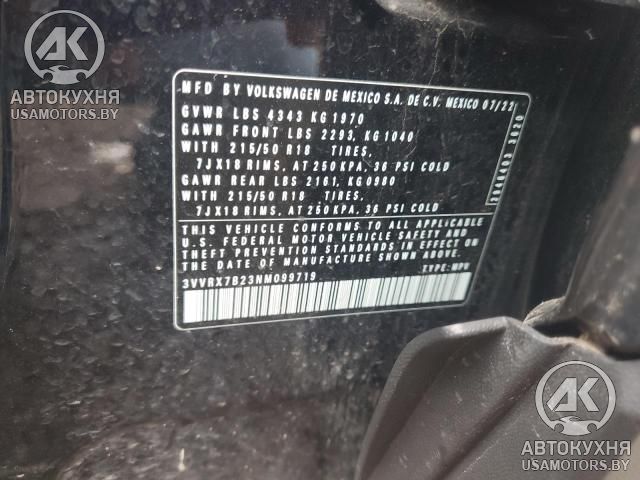 АК
АВТОКУХНЯ
USAMOTORS.BY
MFD BY VOLKSWAGEN DE MEXICO S.A. DE C.V. MEXICO 07/22
GVWR LBS 4343 KG 1970
GAWR FRONT LBS 2293, KG 1040
WITH 215/50 R18 TIRES,
7JX18 RIMS, AT 250 KPA, 36 PSI COLD
GAWR REAR LBS 2161, KG 0980
WITH 215/50 R18 TIRES,
7JX18 RIMS, AT 250 KPA, 36 PSI COLD
THIS VEHICLE CONFORMS TO ALL APPLICABLE
U.S. FEDERAL MOTOR VEHICLE SAFETY AND
THEFT PREVENTION STANDARDS IN EFFECT ON
THE DATE OF MANUFACTURE SHOWN ABOVE.
3VVRX7B23NM099719 TYPE: MPV
АК
АВТОКУХНЯ
USAMOTORS.BY